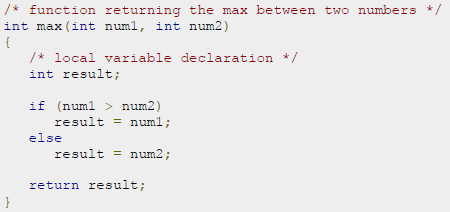 /* function returning the max between two numbers */
int max(int num1, int num2)
{
   /* local variable declaration */
   int result;

   if (num1 > num2)
      result = num1;
   else
      result = num2;

   return result;
}